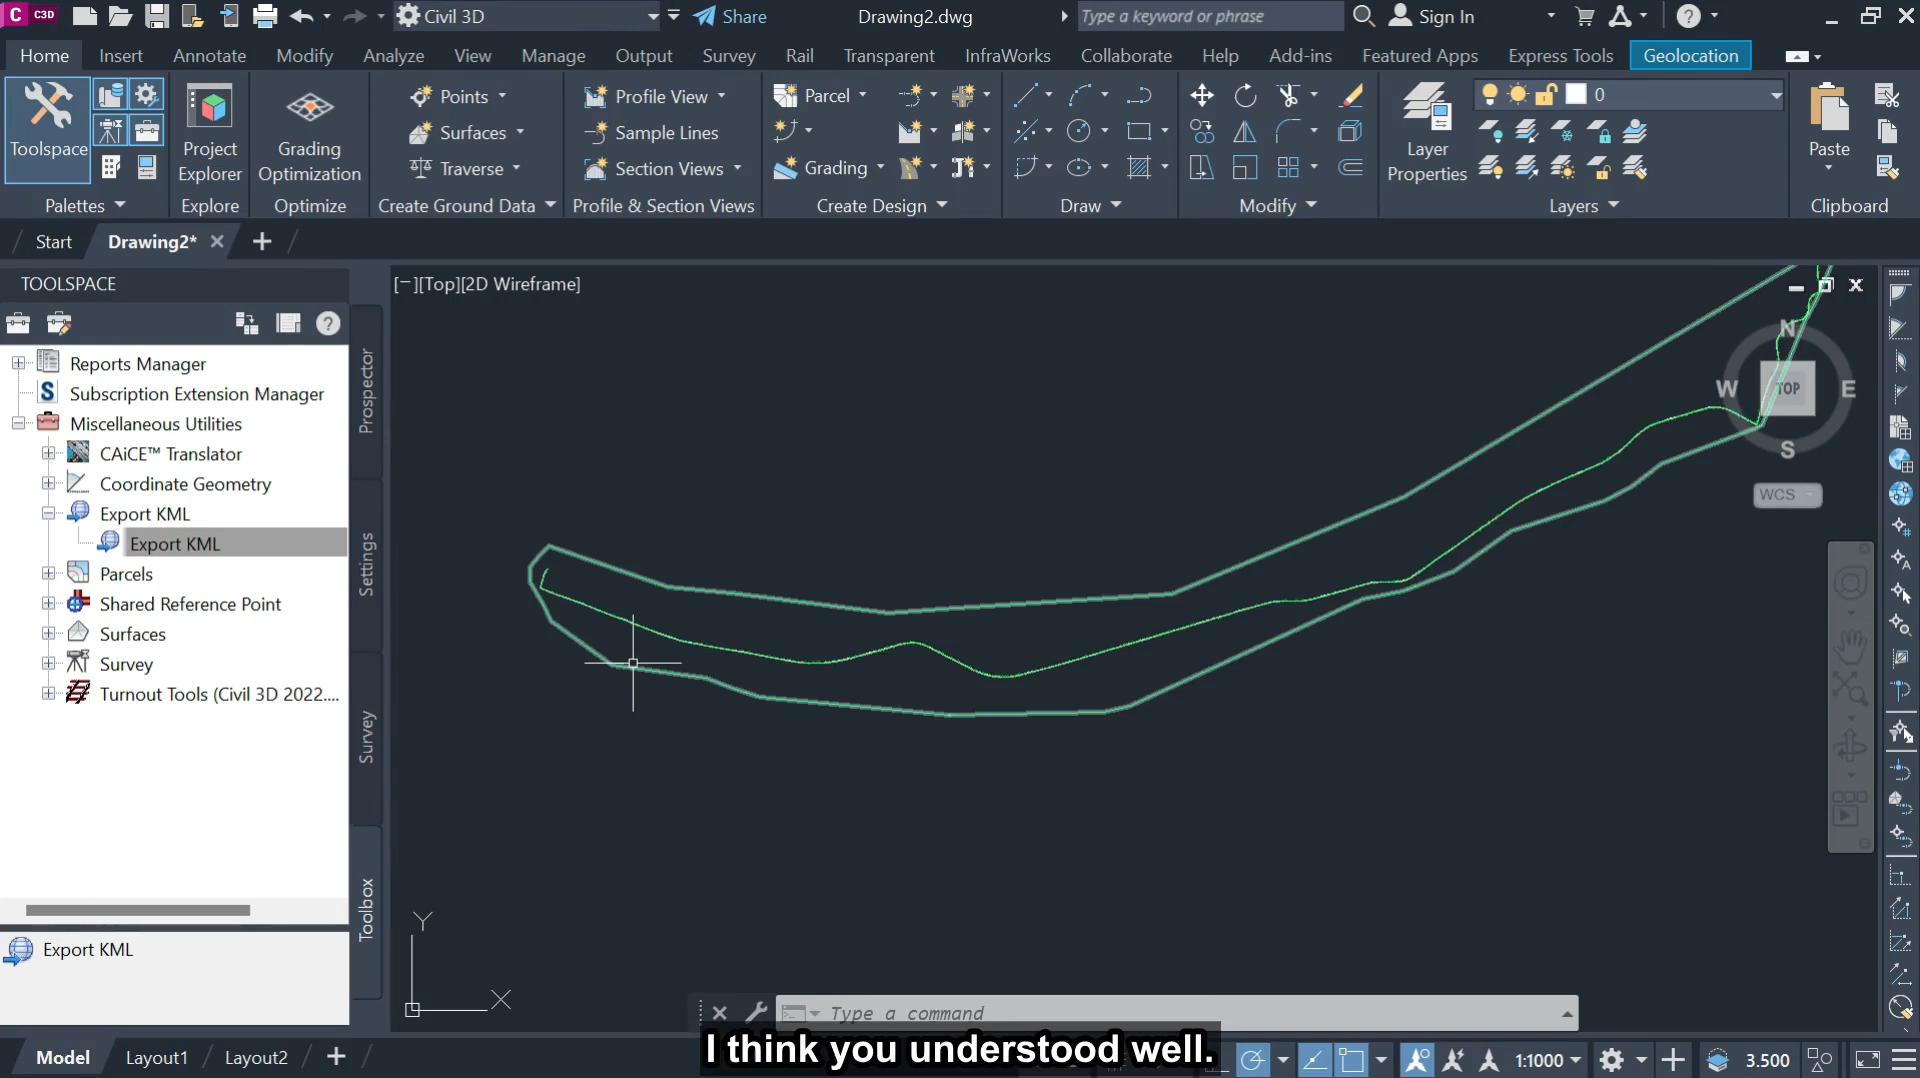 C C3D
Civil 3D
Share
Drawing2.dwg
Type a keyword or phrase
Sign In
Home Insert Annotate Modify Analyze View Manage Output Survey Rail Transparent InfraWorks Collaborate Help Add-ins Featured Apps Express Tools Geolocation
Toolspace
Project Explorer
Grading Optimization
Points
Surfaces
Traverse
Profile View
Sample Lines
Section Views
Parcel
Grading
Layer Properties
0
Paste
Palettes
Explore
Optimize
Create Ground Data
Profile & Section Views
Create Design
Draw
Modify
Layers
Clipboard
Start
Drawing2*
TOOLSPACE
Reports Manager
Subscription Extension Manager
Miscellaneous Utilities
CAiCE™ Translator
Coordinate Geometry
Export KML
Export KML
Parcels
Shared Reference Point
Surfaces
Survey
Turnout Tools (Civil 3D 2022....
Export KML
Prospector
Settings
Survey
Toolbox
[−][Top][2D Wireframe]
N
W
TOP
E
S
WCS
Y
X
Type a command
I think you understood well.
Model
Layout1
Layout2
1:1000
3.500